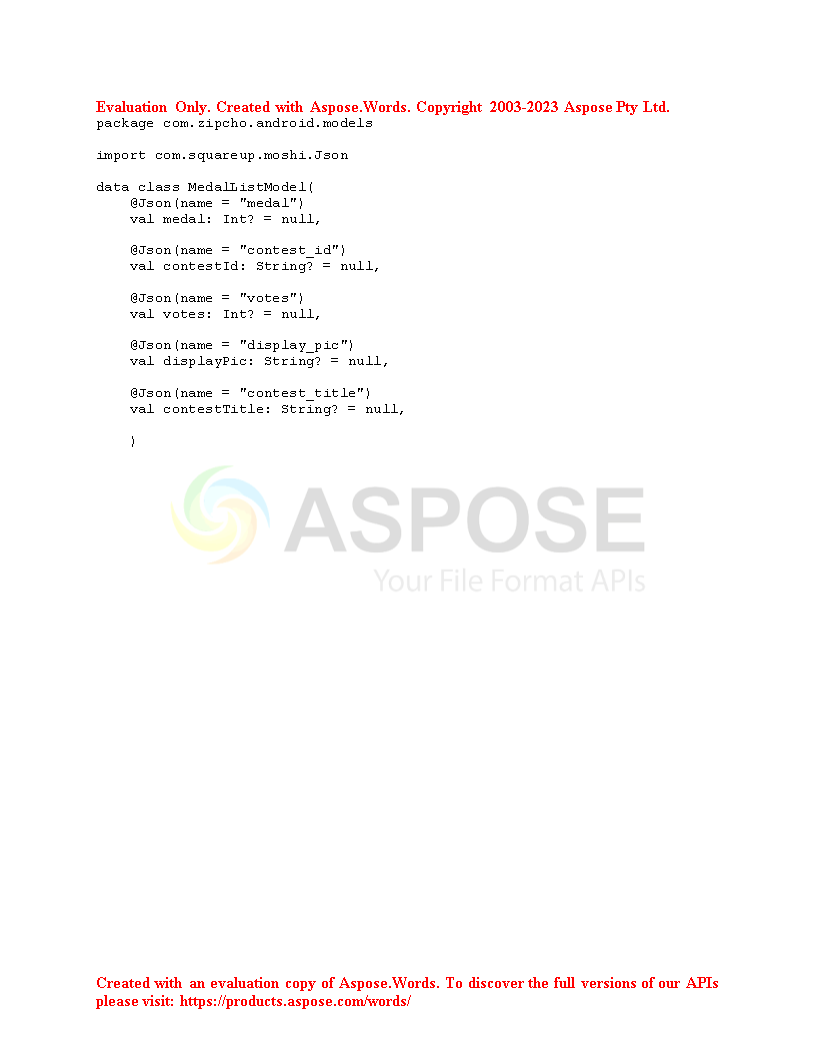 Evaluation Only. Created with Aspose.Words. Copyright 2003-2023 Aspose Pty Ltd.
package com.zipcho.android.models
import com.squareup.moshi.Json
data class MedalListModel(
    @Json(name = "medal")
    val medal: Int? = null,
    @Json(name = "contest_id")
    val contestId: String? = null,
    @Json(name = "votes")
    val votes: Int? = null,
    @Json(name = "display_pic")
    val displayPic: String? = null,
    @Json(name = "contest_title")
    val contestTitle: String? = null,
    )
ASPOSE
Your File Format APIs
Created with an evaluation copy of Aspose.Words. To discover the full versions of our APIs
please visit: https://products.aspose.com/words/